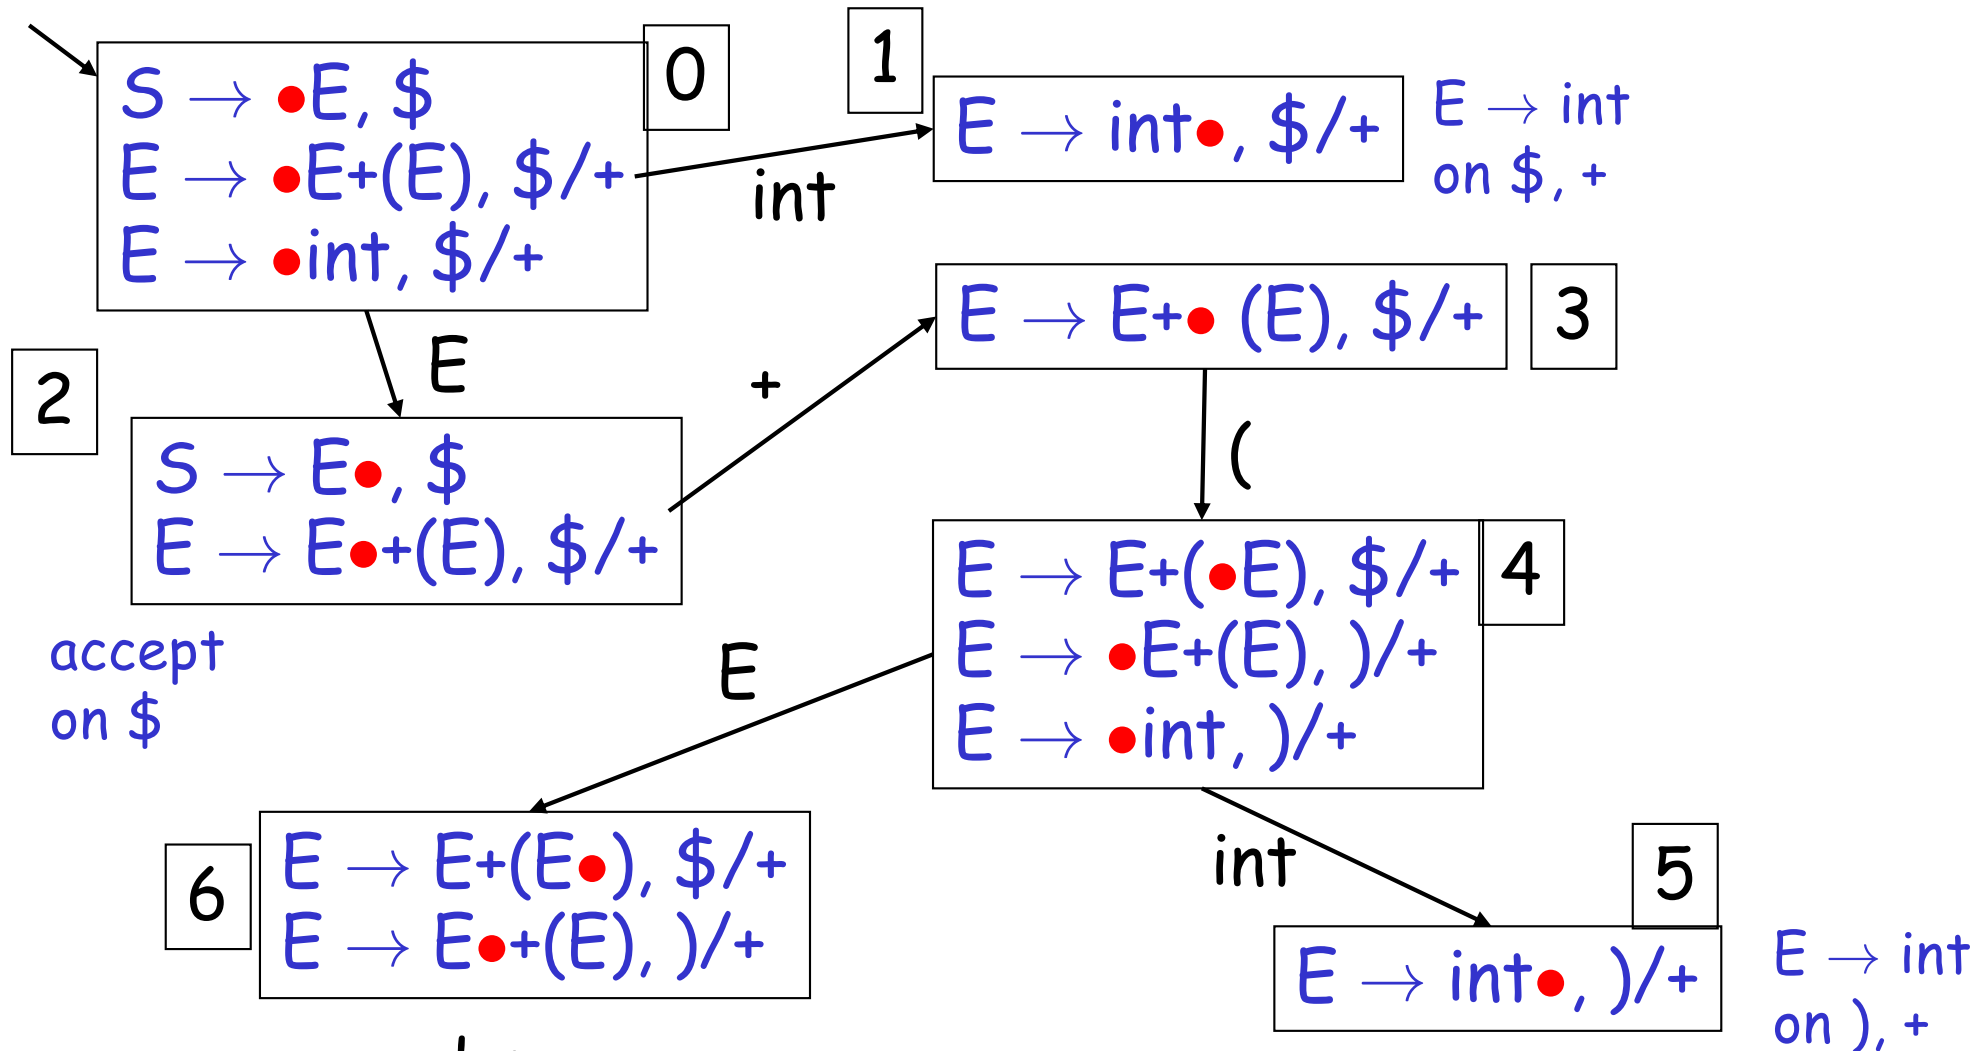 0
S → •E, $
E → •E+(E), $/+
E → •int, $/+
int
1
E → int•, $/+
E → int
on $, +
E
2
S → E•, $
E → E•+(E), $/+
accept
on $
+
E → E+• (E), $/+
3
(
E → E+(•E), $/+
E → •E+(E), )/+
E → •int, )/+
4
E
6
E → E+(E•), $/+
E → E•+(E), )/+
int
5
E → int•, )/+
E → int
on ), +